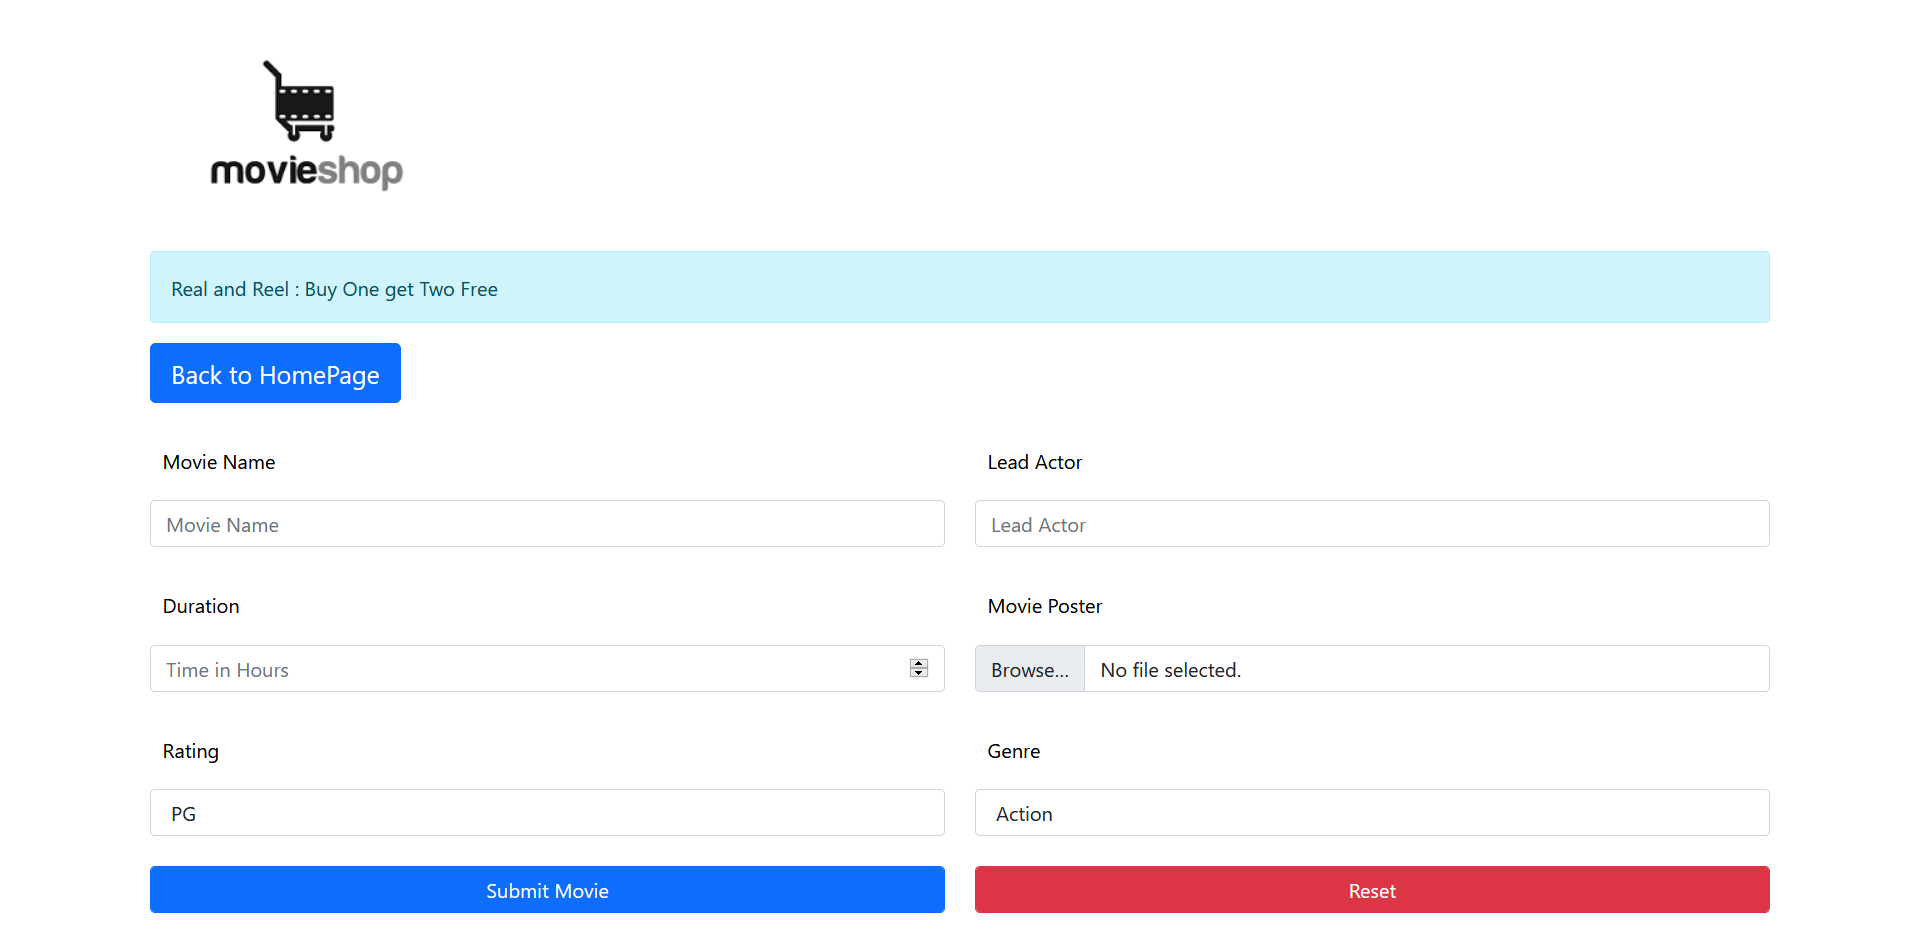 movieshop
Real and Reel : Buy One get Two Free
Back to HomePage
Movie Name
Lead Actor
Movie Name
Lead Actor
Duration
Movie Poster
Time in Hours
Browse... No file selected.
Rating
Genre
PG
Action
Submit Movie
Reset